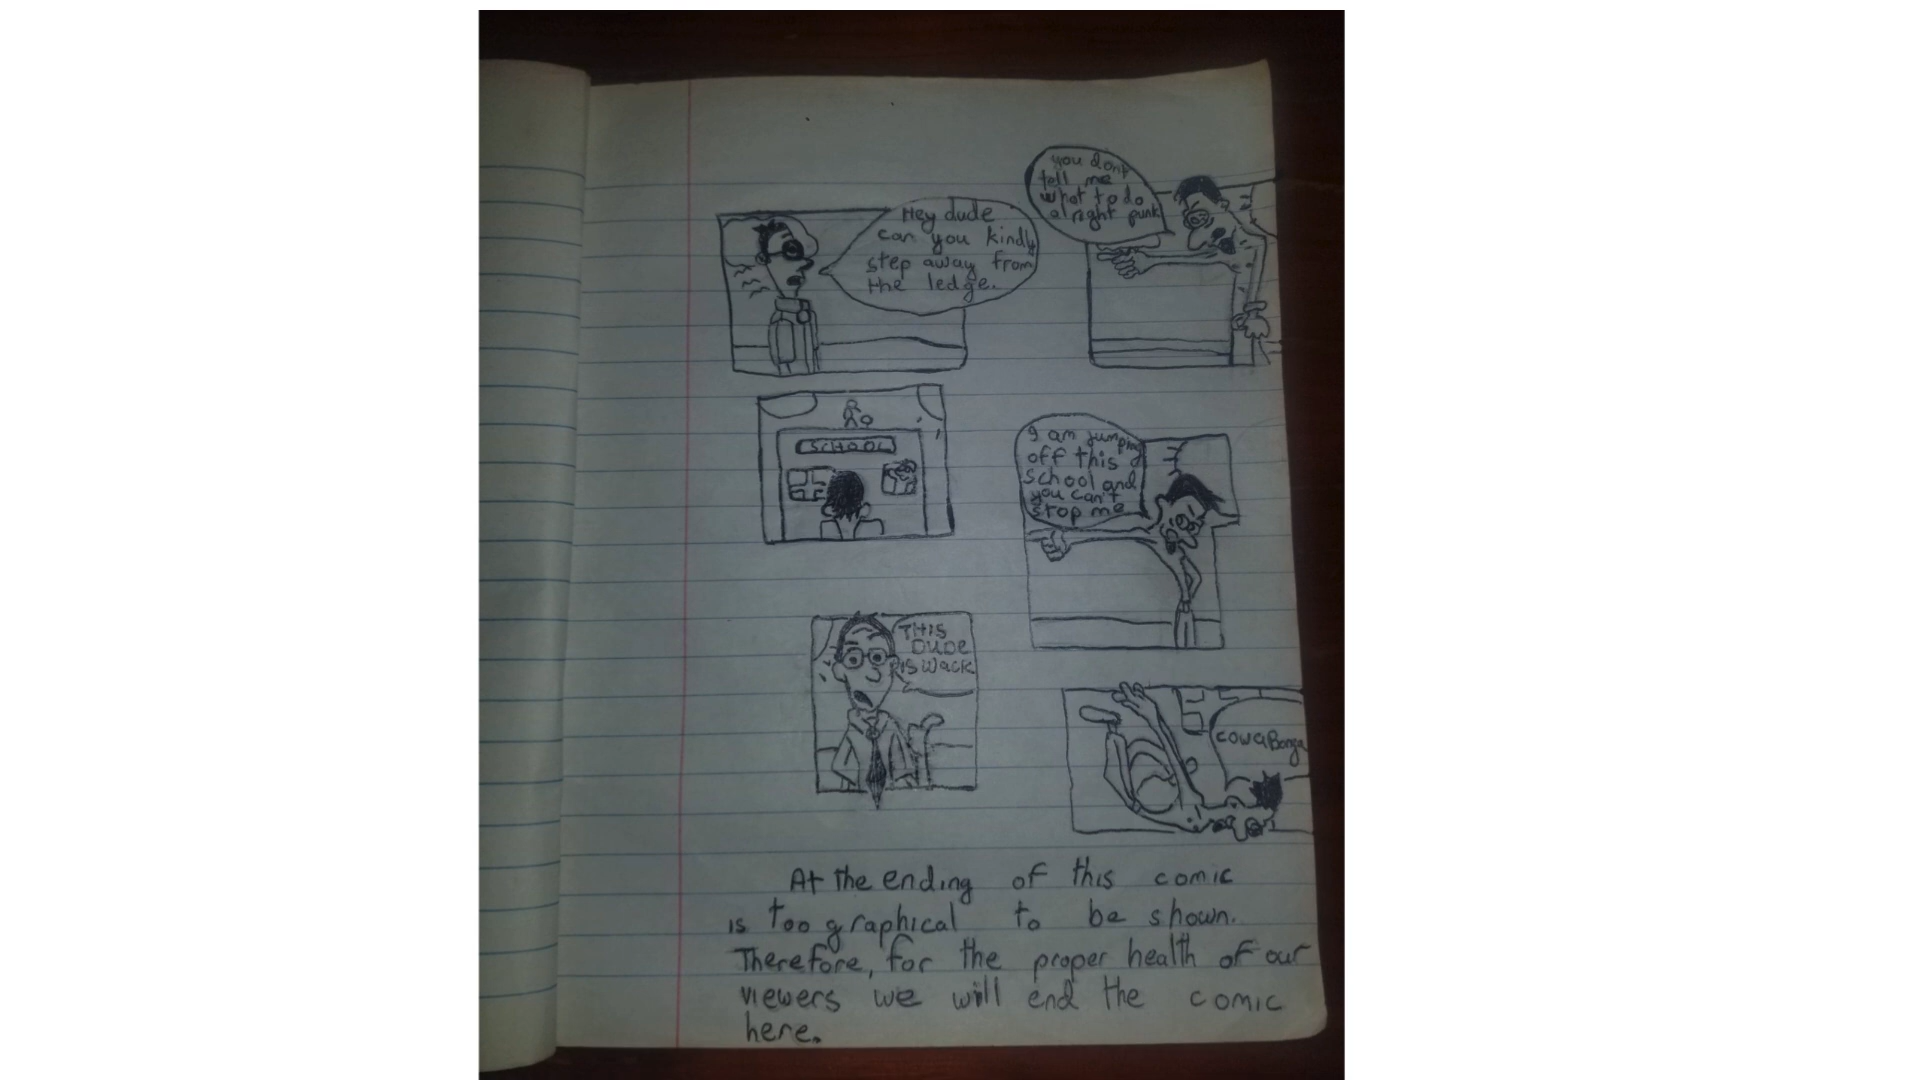 Hey dude
can you kindly
step away from
the ledge.
you dont
tell me
what to do
a right punk
SCHOOL
I am jumping
off this
school and
you can't
stop me
THIS
DUDE
IS WACK
COWaBonga
At the ending of this comic
is too graphical to be shown.
Therefore, for the proper health of our
viewers we will end the comic
here.